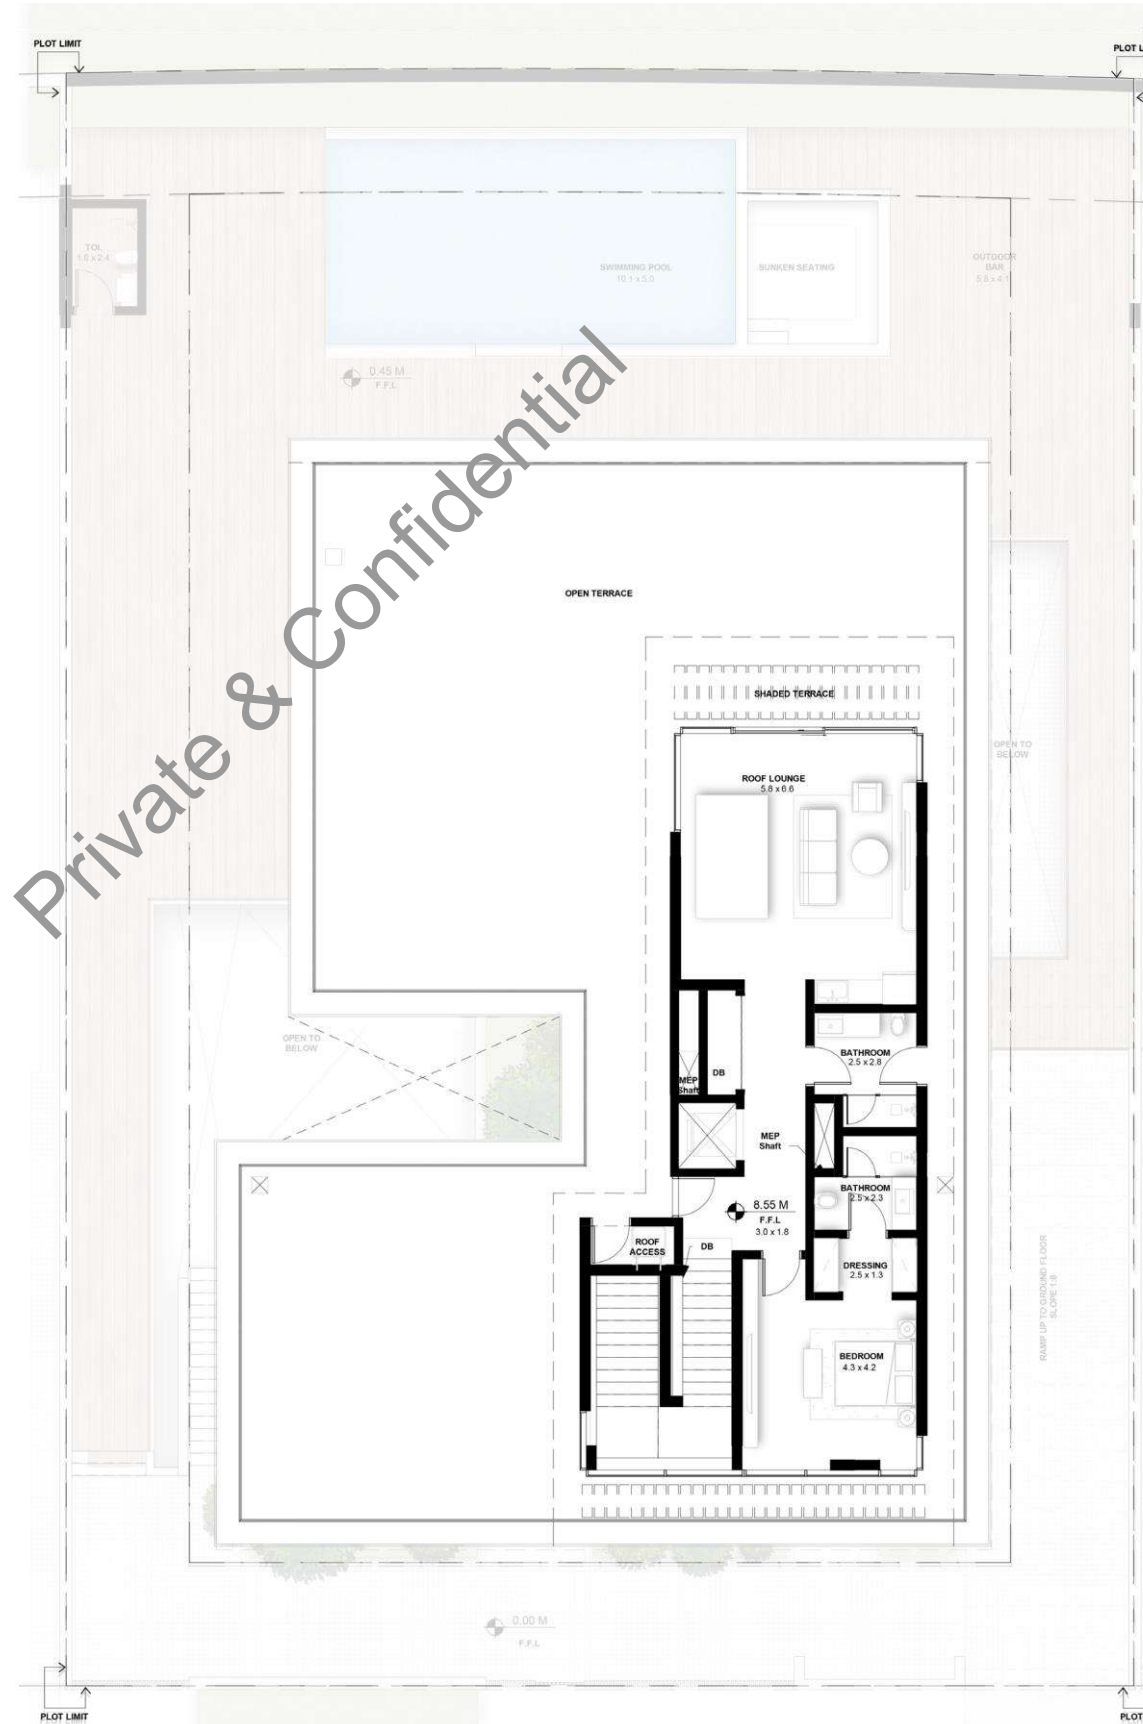 PLOT LIMIT
PLOT L
TOI.
1.6 x 2.4
SWIMMING POOL
10.1 x 5.0
SUNKEN SEATING
OUTDOOR
BAR
5.8 x 4.1
0.45 M
F.F.L
Private & Confidential
OPEN TERRACE
SHADED TERRACE
OPEN TO
BELOW
ROOF LOUNGE
5.8 x 6.6
OPEN TO
BELOW
BATHROOM
2.5 x 2.8
MEP
Shaft
DB
MEP
Shaft
BATHROOM
2.5 x 2.3
8.55 M
F.F.L
3.0 x 1.8
ROOF
ACCESS
DB
DRESSING
2.5 x 1.3
RAMP UP TO GROUND FLOOR
SLOPE 1:8
BEDROOM
4.3 x 4.2
0.00 M
F.F.L
PLOT LIMIT
PLOT